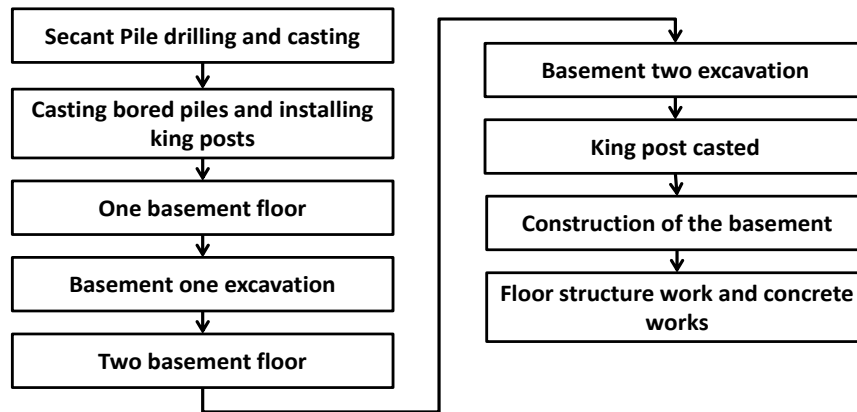 Secant Pile drilling and casting
Casting bored piles and installing
king posts
One basement floor
Basement one excavation
Two basement floor
Basement two excavation
King post casted
Construction of the basement
Floor structure work and concrete
works